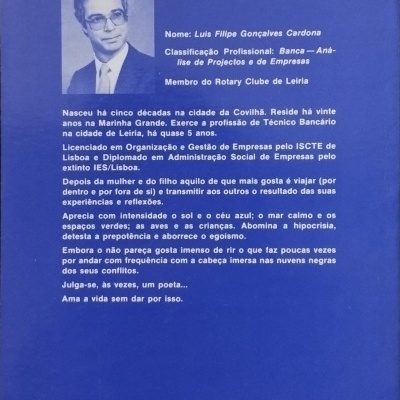 Nome: Luis Filipe Gonçalves Cardona
Classificação Profissional: Banca — Aná-
lise de Projectos e de Empresas
Membro do Rotary Clube de Leiria
Nasceu há cinco décadas na cidade da Covilhã. Reside há vinte
anos na Marinha Grande. Exerce a profissão de Técnico Bancário
na cidade de Leiria, há quase 5 anos.
Licenciado em Organização e Gestão de Empresas pelo ISCTE de
Lisboa e Diplomado em Administração Social de Empresas pelo
extinto IES/Lisboa.
Depois da mulher e do filho aquilo de que mais gosta é viajar (por
dentro e por fora de si) e transmitir aos outros o resultado das suas
experiências e reflexões.
Aprecia com intensidade o sol e o céu azul; o mar calmo e os
espaços verdes; as aves e as crianças. Abomina a hipocrisia,
detesta a prepotência e aborrece o egoísmo.
Embora o não pareça gosta imenso de rir o que faz poucas vezes
por andar com frequência com a cabeça imersa nas nuvens negras
dos seus conflitos.
Julga-se, às vezes, um poeta...
Ama a vida sem dar por isso.